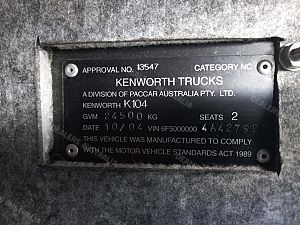 APPROVAL NO. 13547 CATEGORY NC
KENWORTH TRUCKS
A DIVISION OF PACCAR AUSTRALIA PTY. LTD.
KENWORTH K104
GVM 24500 KG SEATS 2
DATE 10/04 VIN 6F5000000
THIS VEHICLE WAS MANUFACTURED TO COMPLY
WITH THE MOTOR VEHICLE STANDARDS ACT 1989